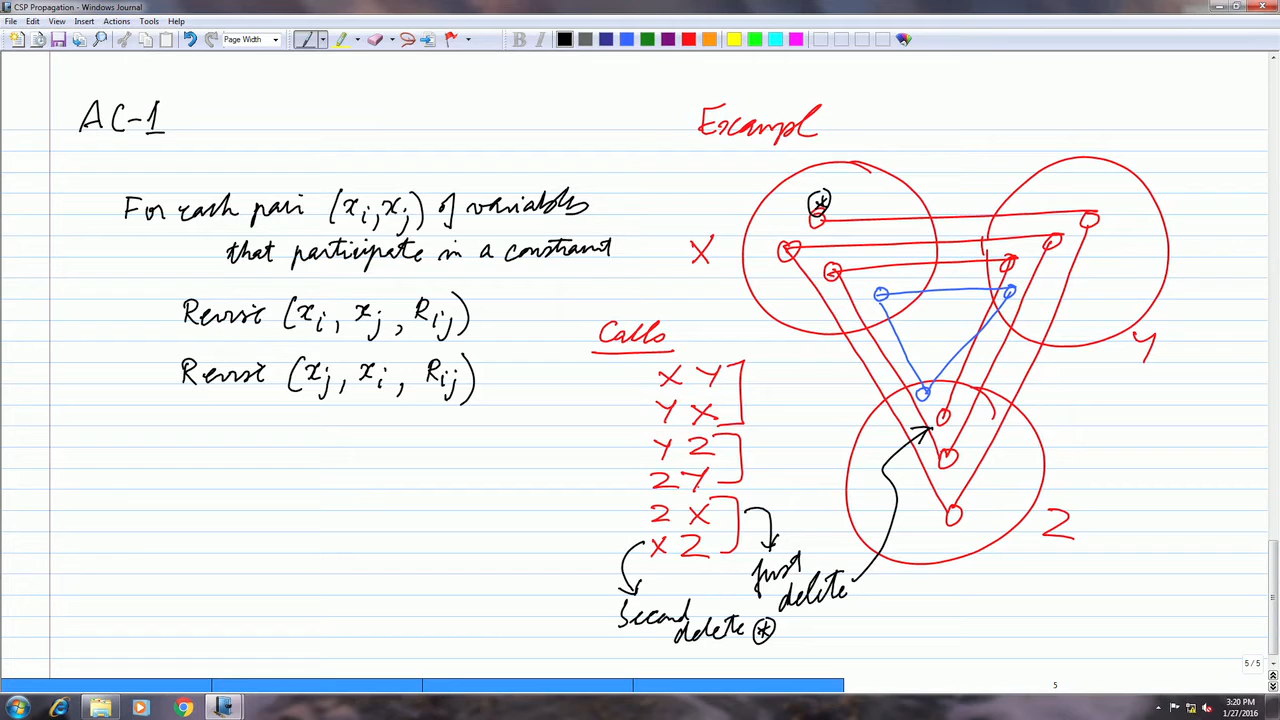 CSP Propagation - Windows Journal
File Edit View Insert Actions Tools Help
Page Width
B I
AC-1
For each pair (xi, xj) of variables
that participate in a constraint
Revise (xi, xj, Rij)
Revise (xj, xi, Rij)
Exampl
X
Y
Z
*
Calls
X Y
Y X
Y Z
Z Y
Z X
X Z
first
delete
Second
delete *
5/5
5
3:20 PM
1/27/2016